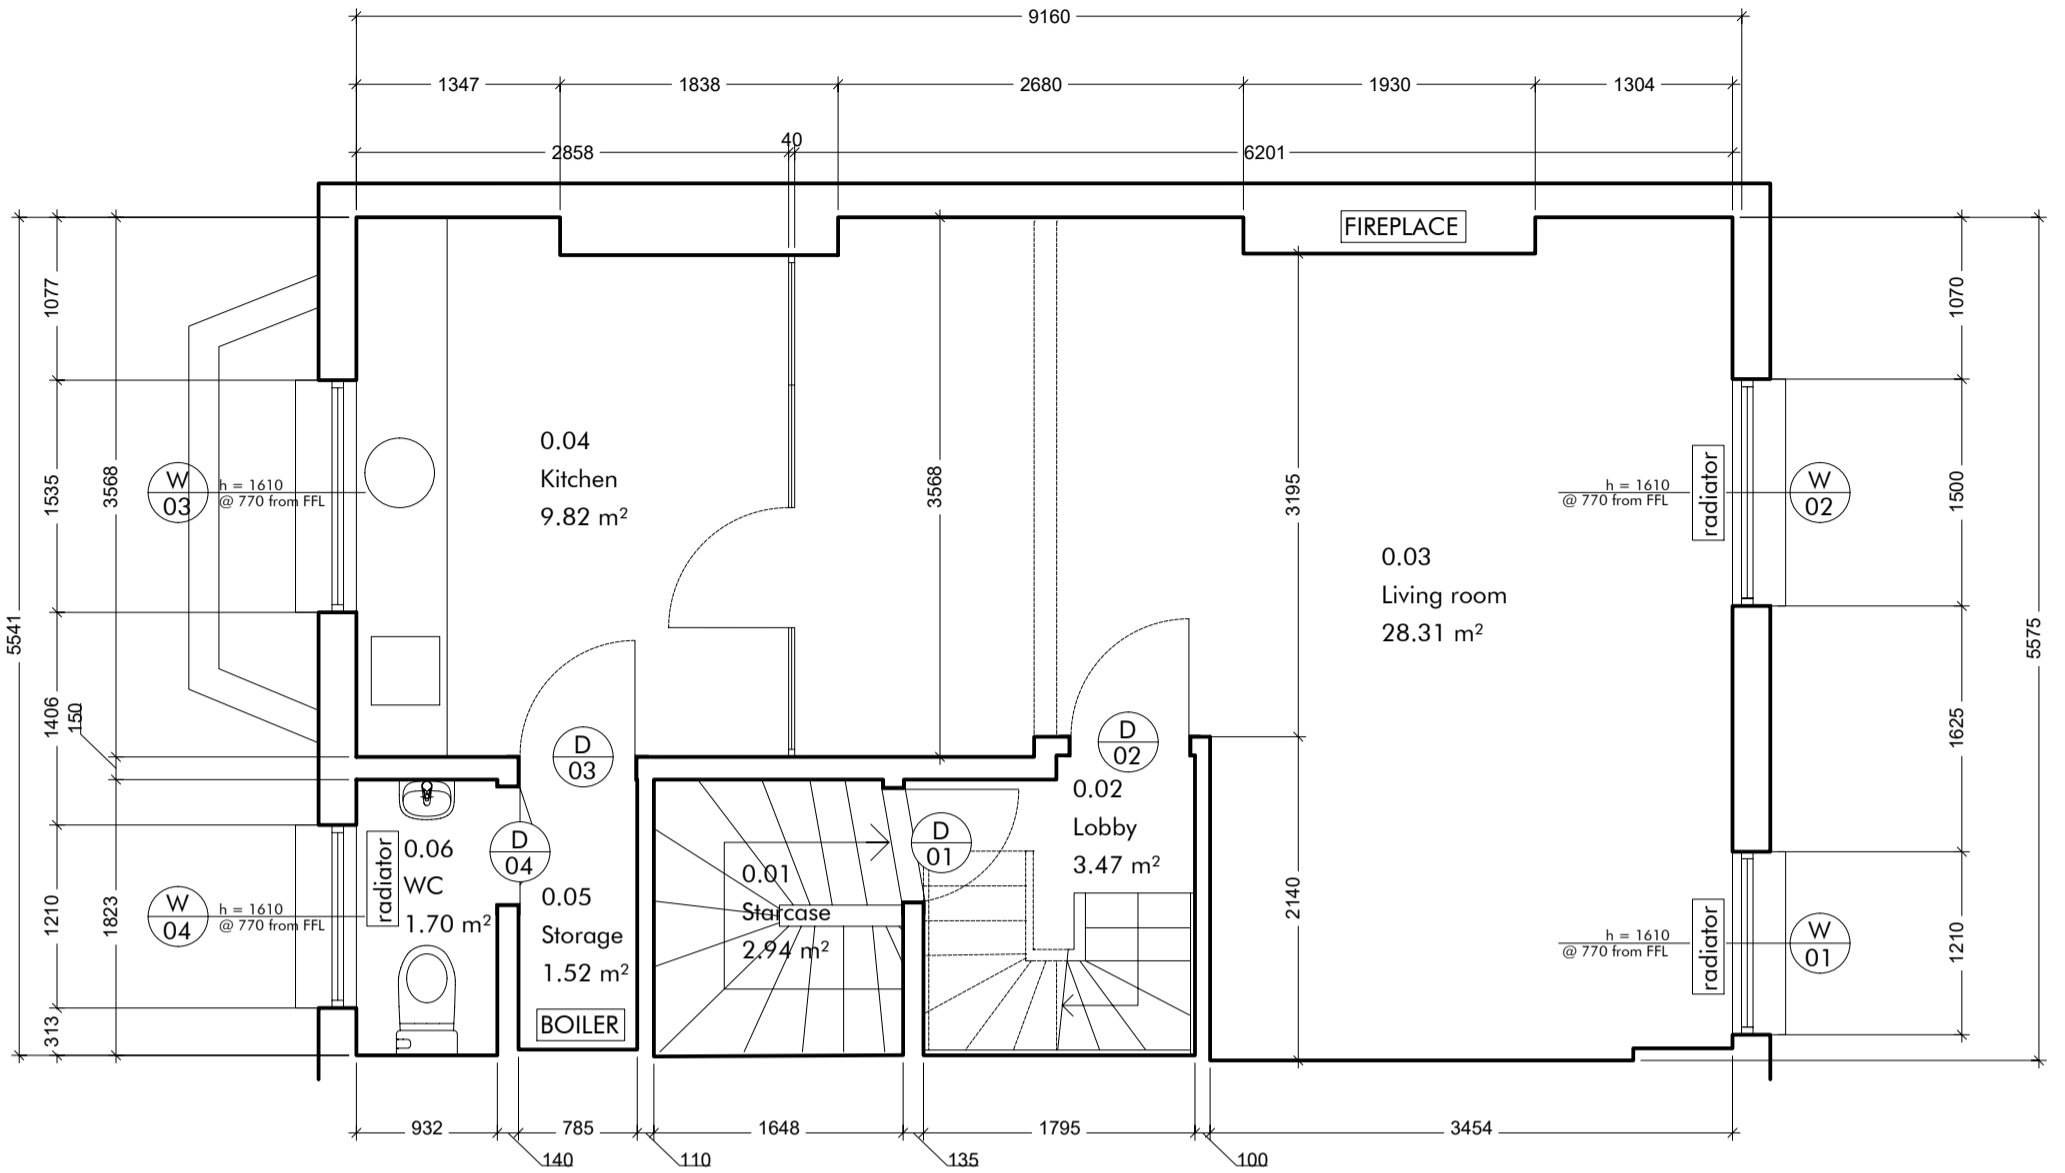 9160
1347
1838
2680
1930
1304
2858
40
6201
FIREPLACE
5541
1077
1535
1406
150
1210
313
3568
1823
W
03
h = 1610
@ 770 from FFL
0.04
Kitchen
9.82 m²
3568
3195
2140
0.03
Living room
28.31 m²
h = 1610
@ 770 from FFL
radiator
W
02
1070
1500
1625
1210
5575
D
03
D
02
0.02
Lobby
3.47 m²
D
01
W
04
h = 1610
@ 770 from FFL
radiator
0.06
WC
1.70 m²
D
04
0.05
Storage
1.52 m²
BOILER
0.01
Starcase
2.94 m²
h = 1610
@ 770 from FFL
radiator
W
01
932
785
1648
1795
3454
140
110
135
100